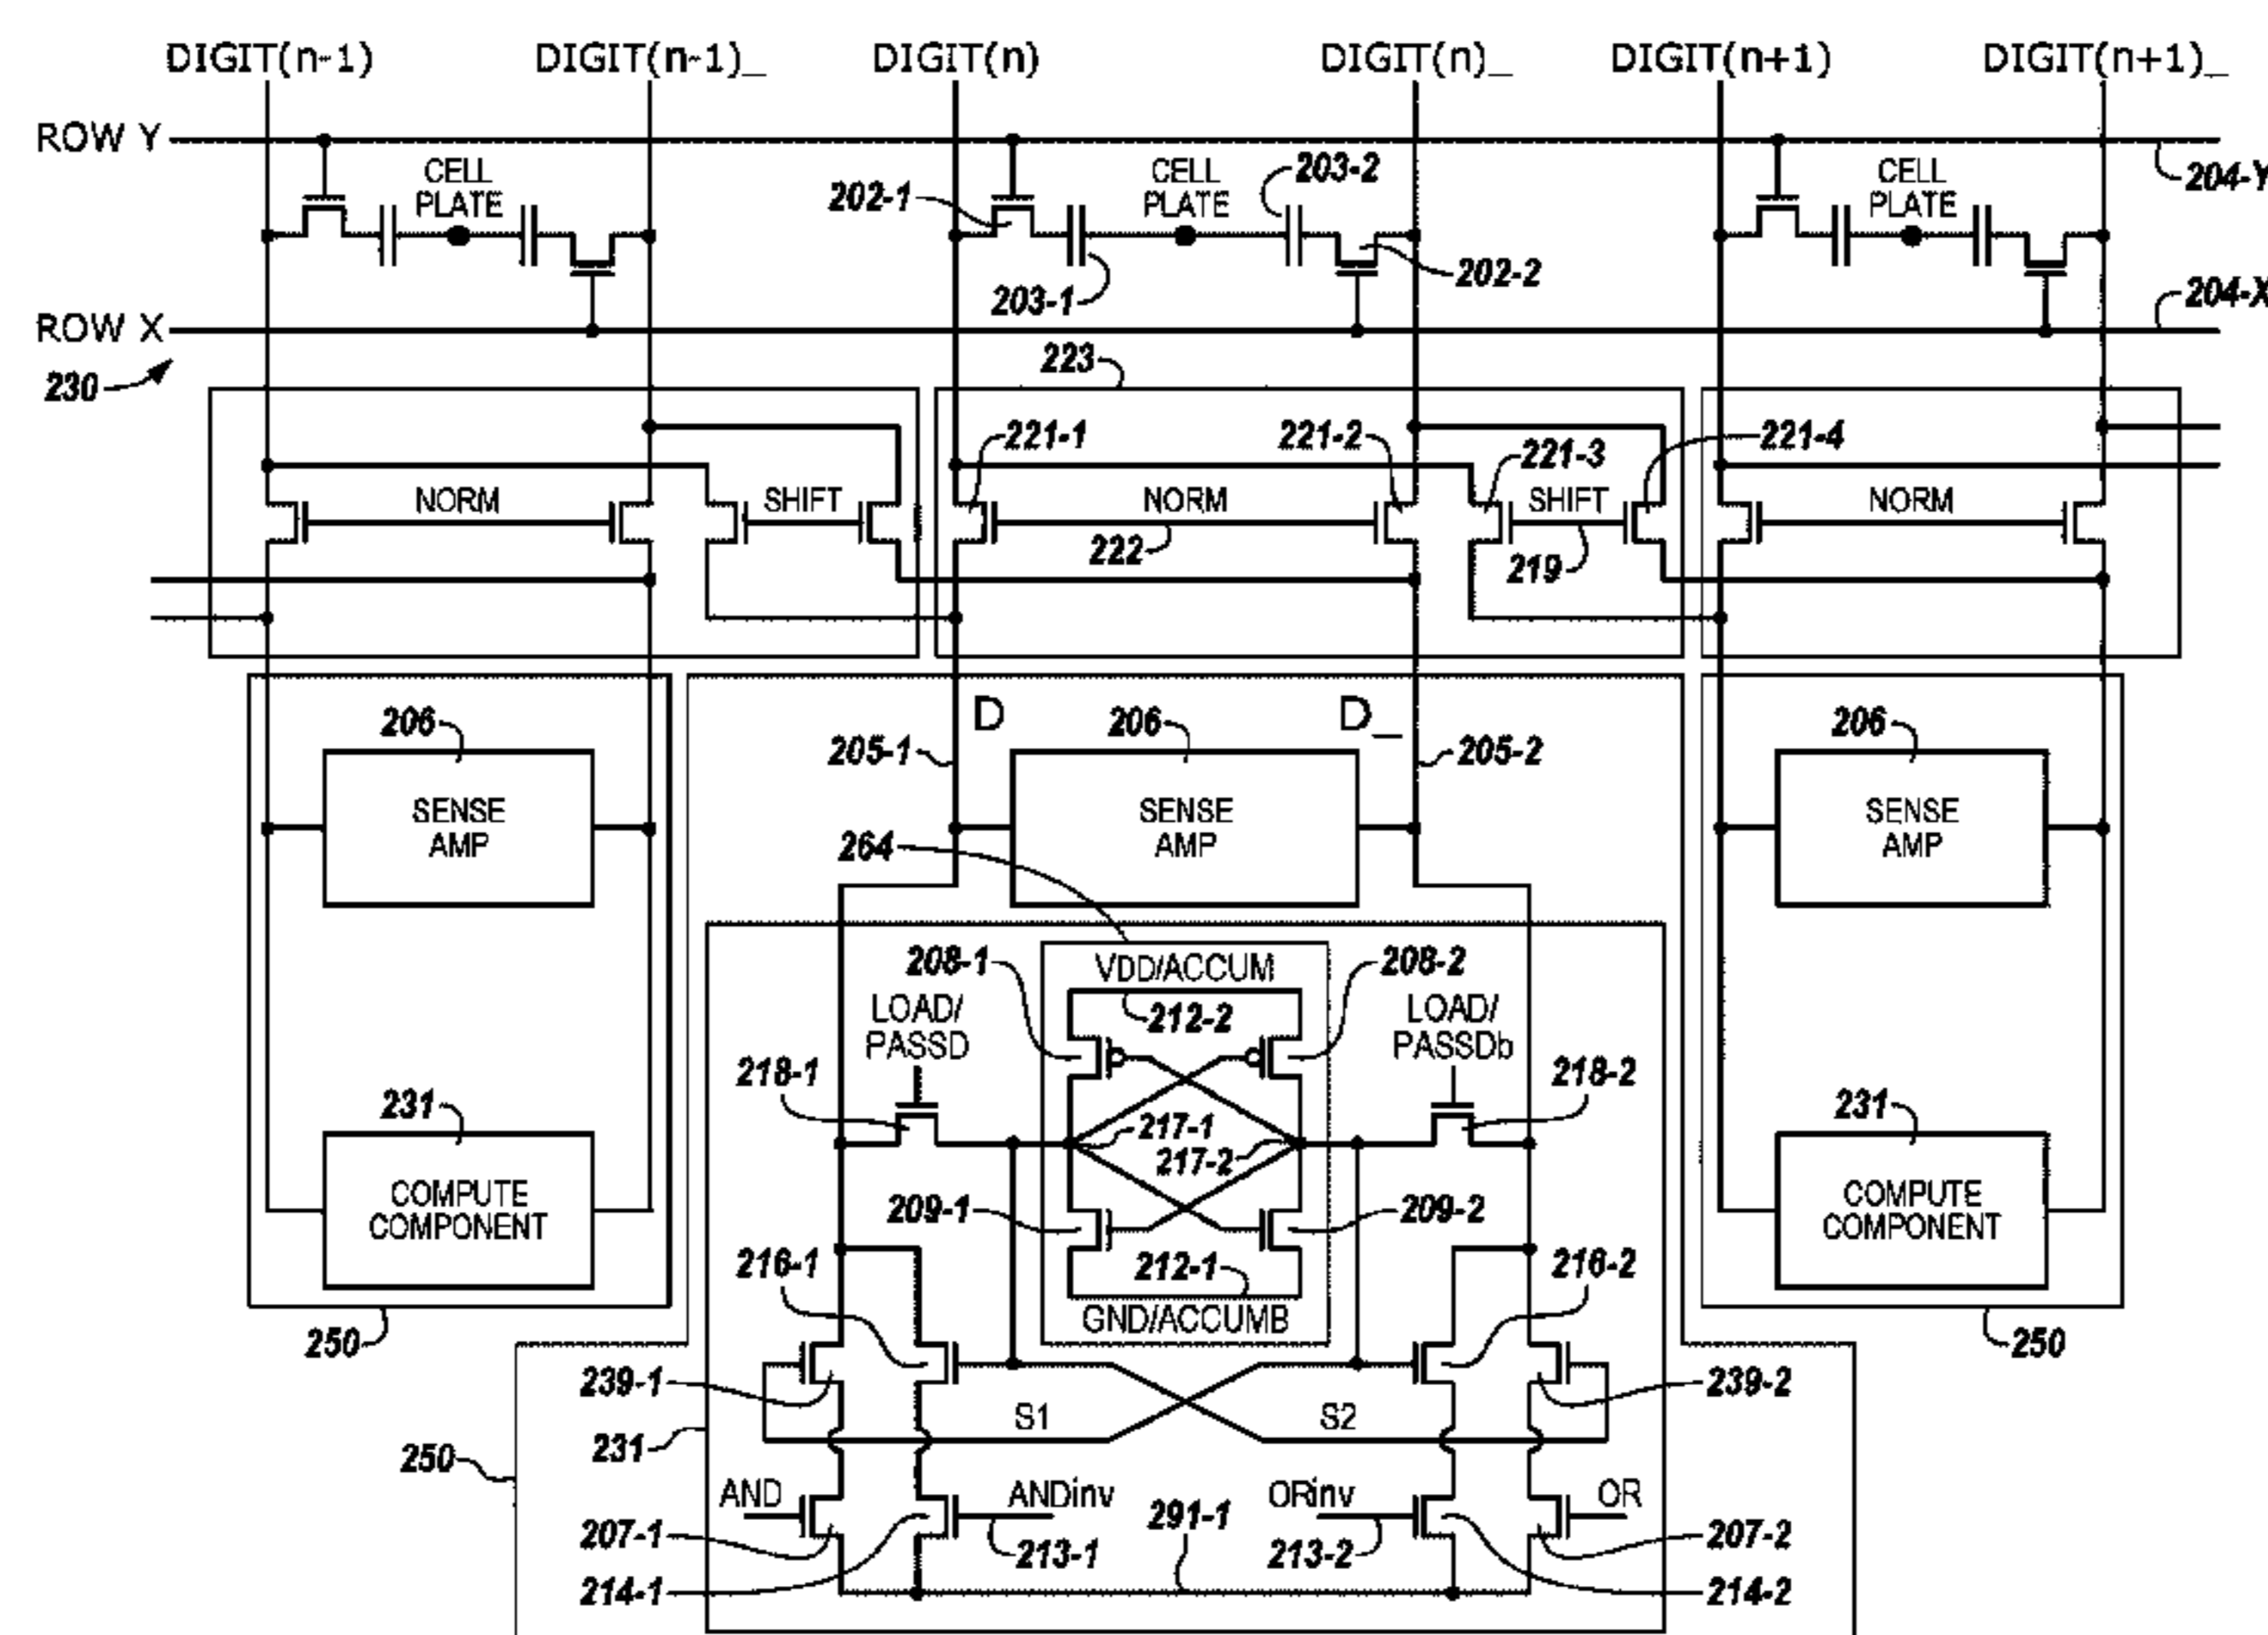 DIGIT(n-1) DIGIT(n-1)_ DIGIT(n) DIGIT(n)_ DIGIT(n+1) DIGIT(n+1)_
ROW Y
CELL PLATE
202-1
CELL PLATE
203-2
CELL PLATE
204-Y
203-1
202-2
204-X
ROW X
230
223
221-1
221-2
221-3
221-4
NORM
SHIFT
NORM
SHIFT
NORM
222
219
D
D_
206
205-1
206
205-2
206
SENSE AMP
SENSE AMP
SENSE AMP
264
208-1
VDD/ACCUM
208-2
LOAD/ PASSD
212-2
LOAD/ PASSDb
218-1
218-2
231
217-1
217-2
231
COMPUTE COMPONENT
209-1
209-2
COMPUTE COMPONENT
216-1
212-1
216-2
GND/ACCUMB
250
250
239-1
239-2
S1
S2
231
250
AND
ANDinv
ORinv
OR
291-1
207-1
213-1
213-2
207-2
214-1
214-2